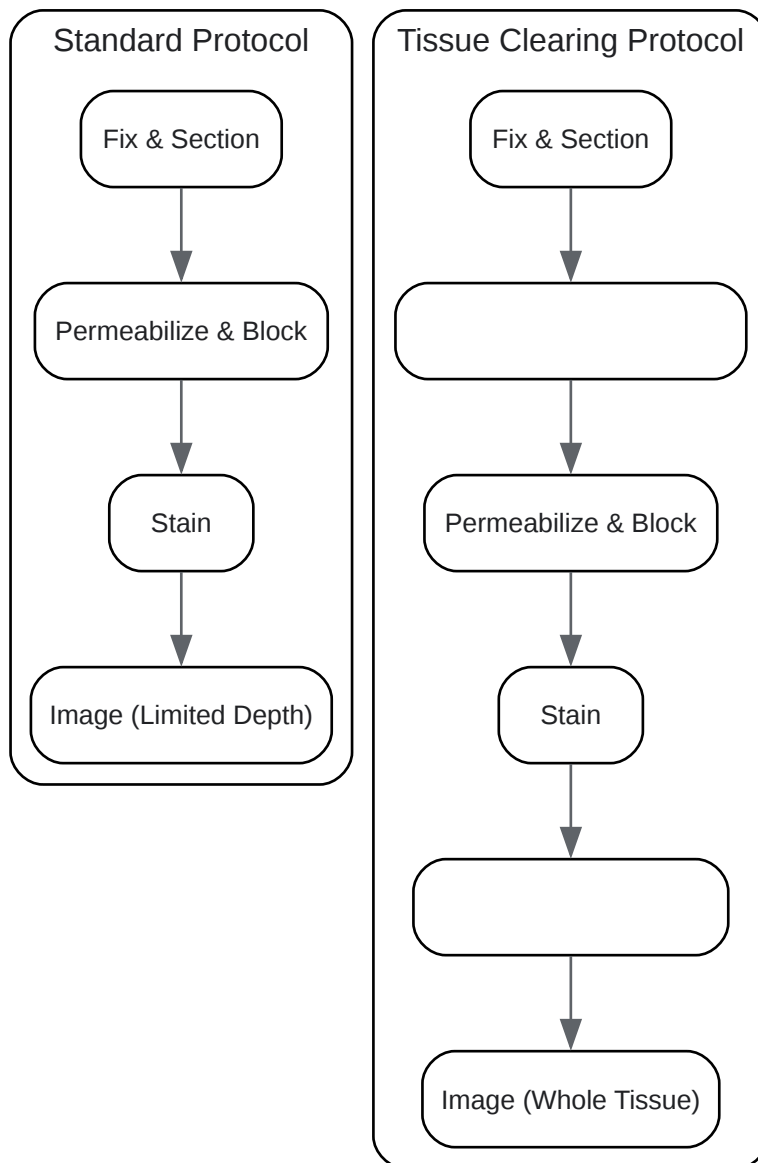 Standard Protocol
Fix & Section
Permeabilize & Block
Stain
Image (Limited Depth)
Tissue Clearing Protocol
Fix & Section
Permeabilize & Block
Stain
Image (Whole Tissue)